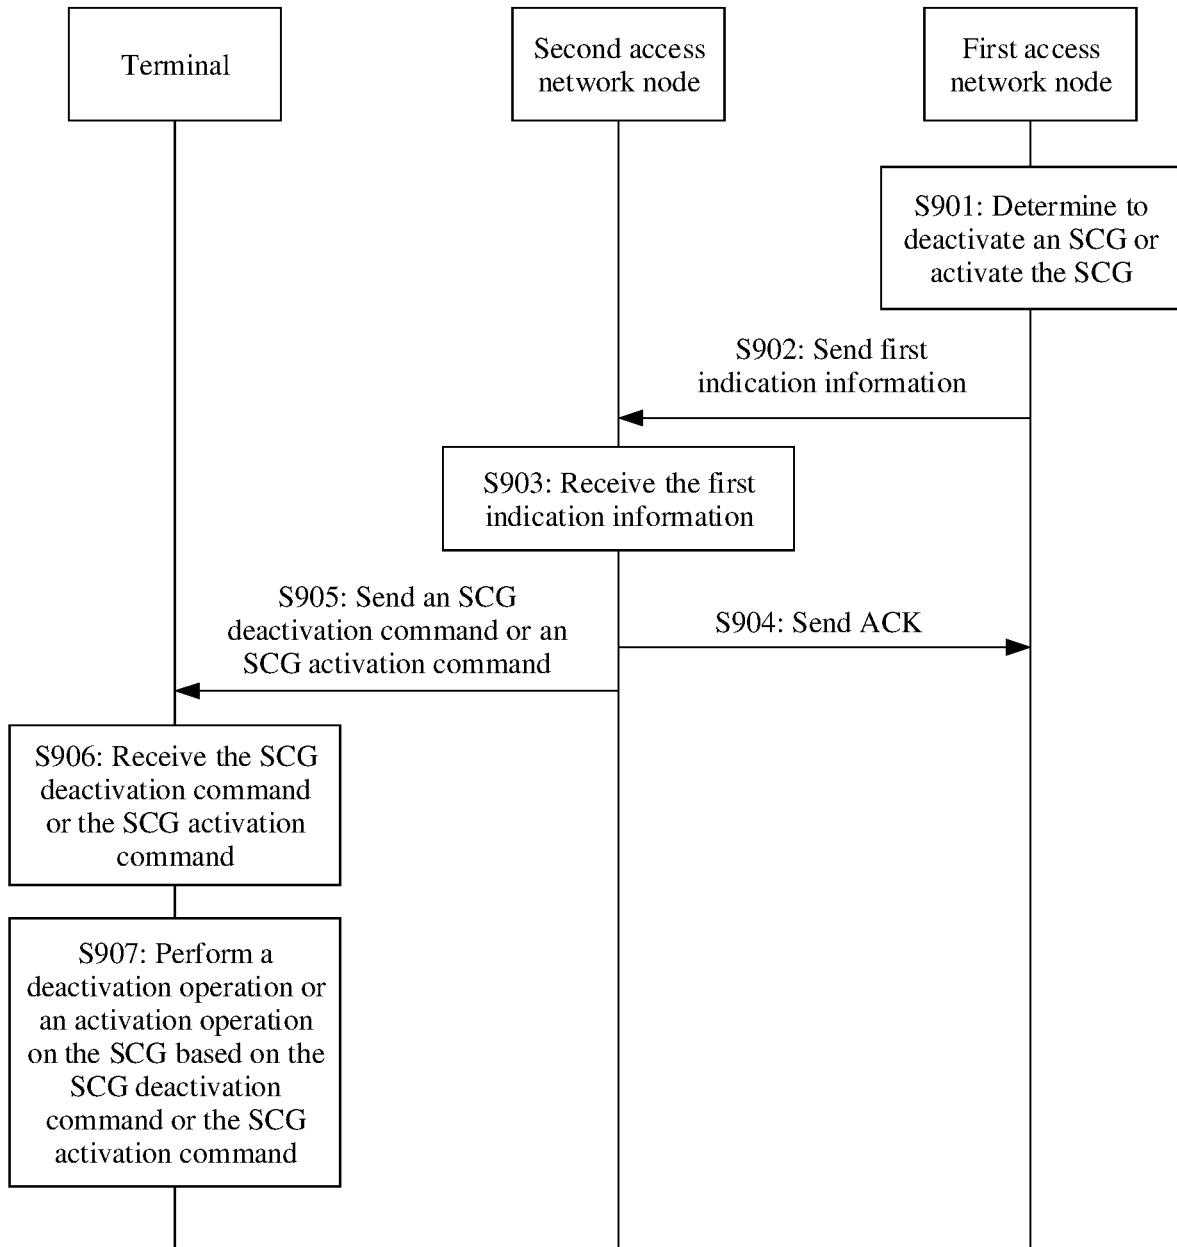 Terminal
Second access
network node
First access
network node
S901: Determine to
deactivate an SCG or
activate the SCG
S902: Send first
indication information
S903: Receive the first
indication information
S905: Send an SCG
deactivation command or an
SCG activation command
S904: Send ACK
S906: Receive the SCG
deactivation command
or the SCG activation
command
S907: Perform a
deactivation operation or
an activation operation
on the SCG based on the
SCG deactivation
command or the SCG
activation command